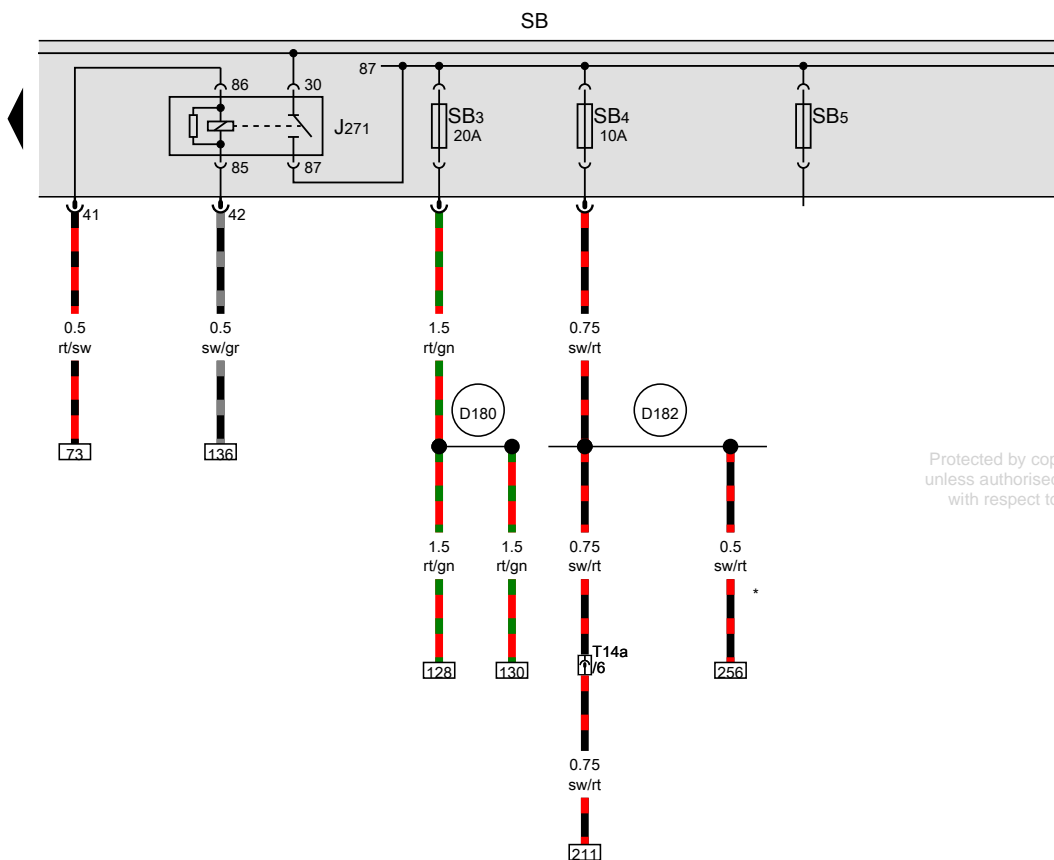 SB
87
86 30
J271
SB3
20A
SB4
10A
SB5
85 87
41 42
0.5
rt/sw
0.5
sw/gr
1.5
rt/gn
0.75
sw/rt
D180
D182
73
136
Protected by cop
unless authorised
with respect to
1.5
rt/gn
1.5
rt/gn
0.75
sw/rt
0.5
sw/rt
*
T14a
/6
128
130
256
0.75
sw/rt
211